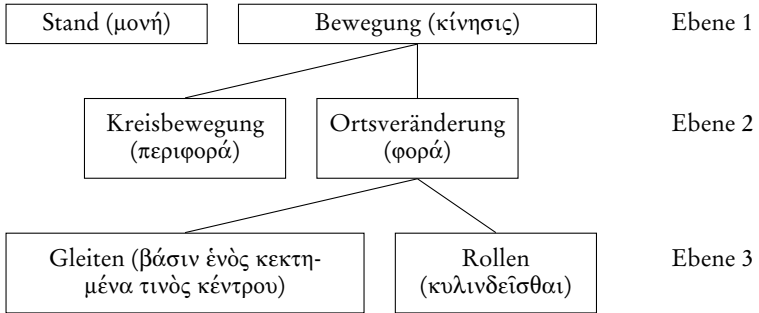 Stand (μονή) Bewegung (κίνησις) Ebene 1
Kreisbewegung Ortsveränderung Ebene 2
(περιφορά) (φορά)
Gleiten (βάσιν ἑνὸς κεκτη- Rollen Ebene 3
μένα τινὸς κέντρου) (κυλινδεῖσθαι)